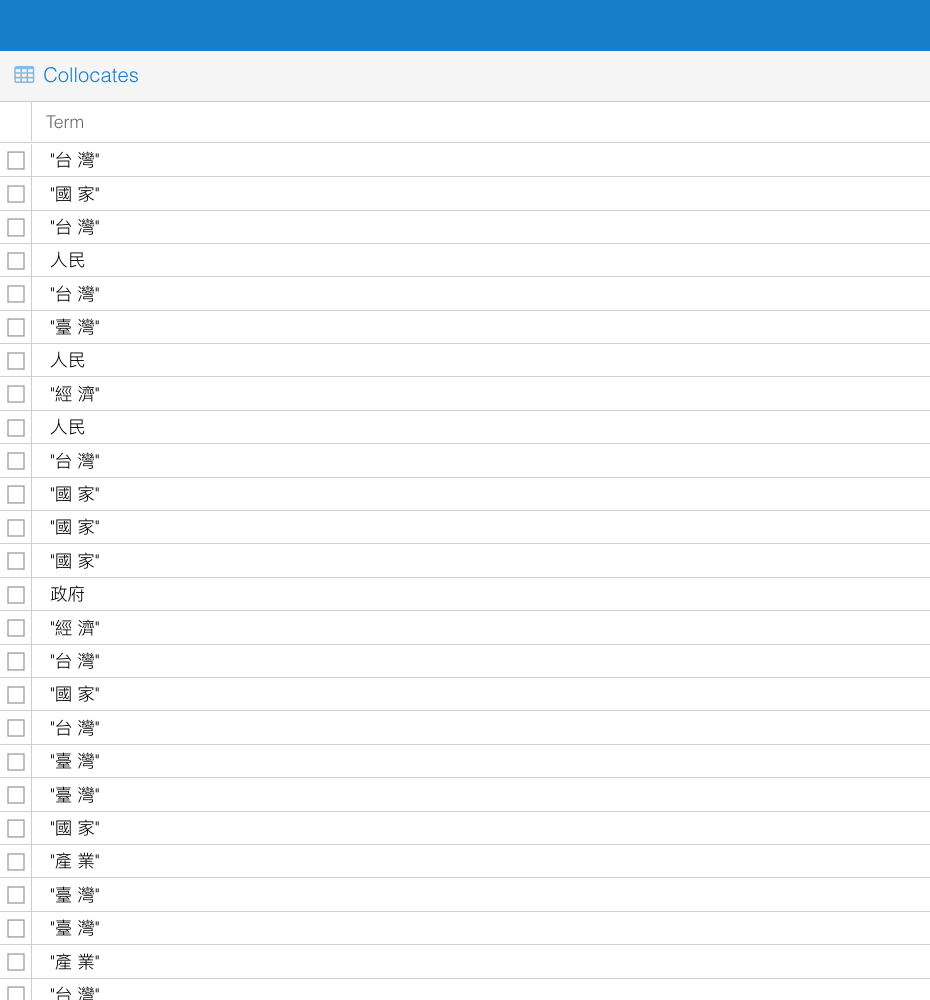 Collocates
Term
"台 灣"
"國 家"
"台 灣"
人民
"台 灣"
"臺 灣"
人民
"經 濟"
人民
"台 灣"
"國 家"
"國 家"
"國 家"
政府
"經 濟"
"台 灣"
"國 家"
"台 灣"
"臺 灣"
"臺 灣"
"國 家"
"產 業"
"臺 灣"
"臺 灣"
"產 業"
"台 灣"